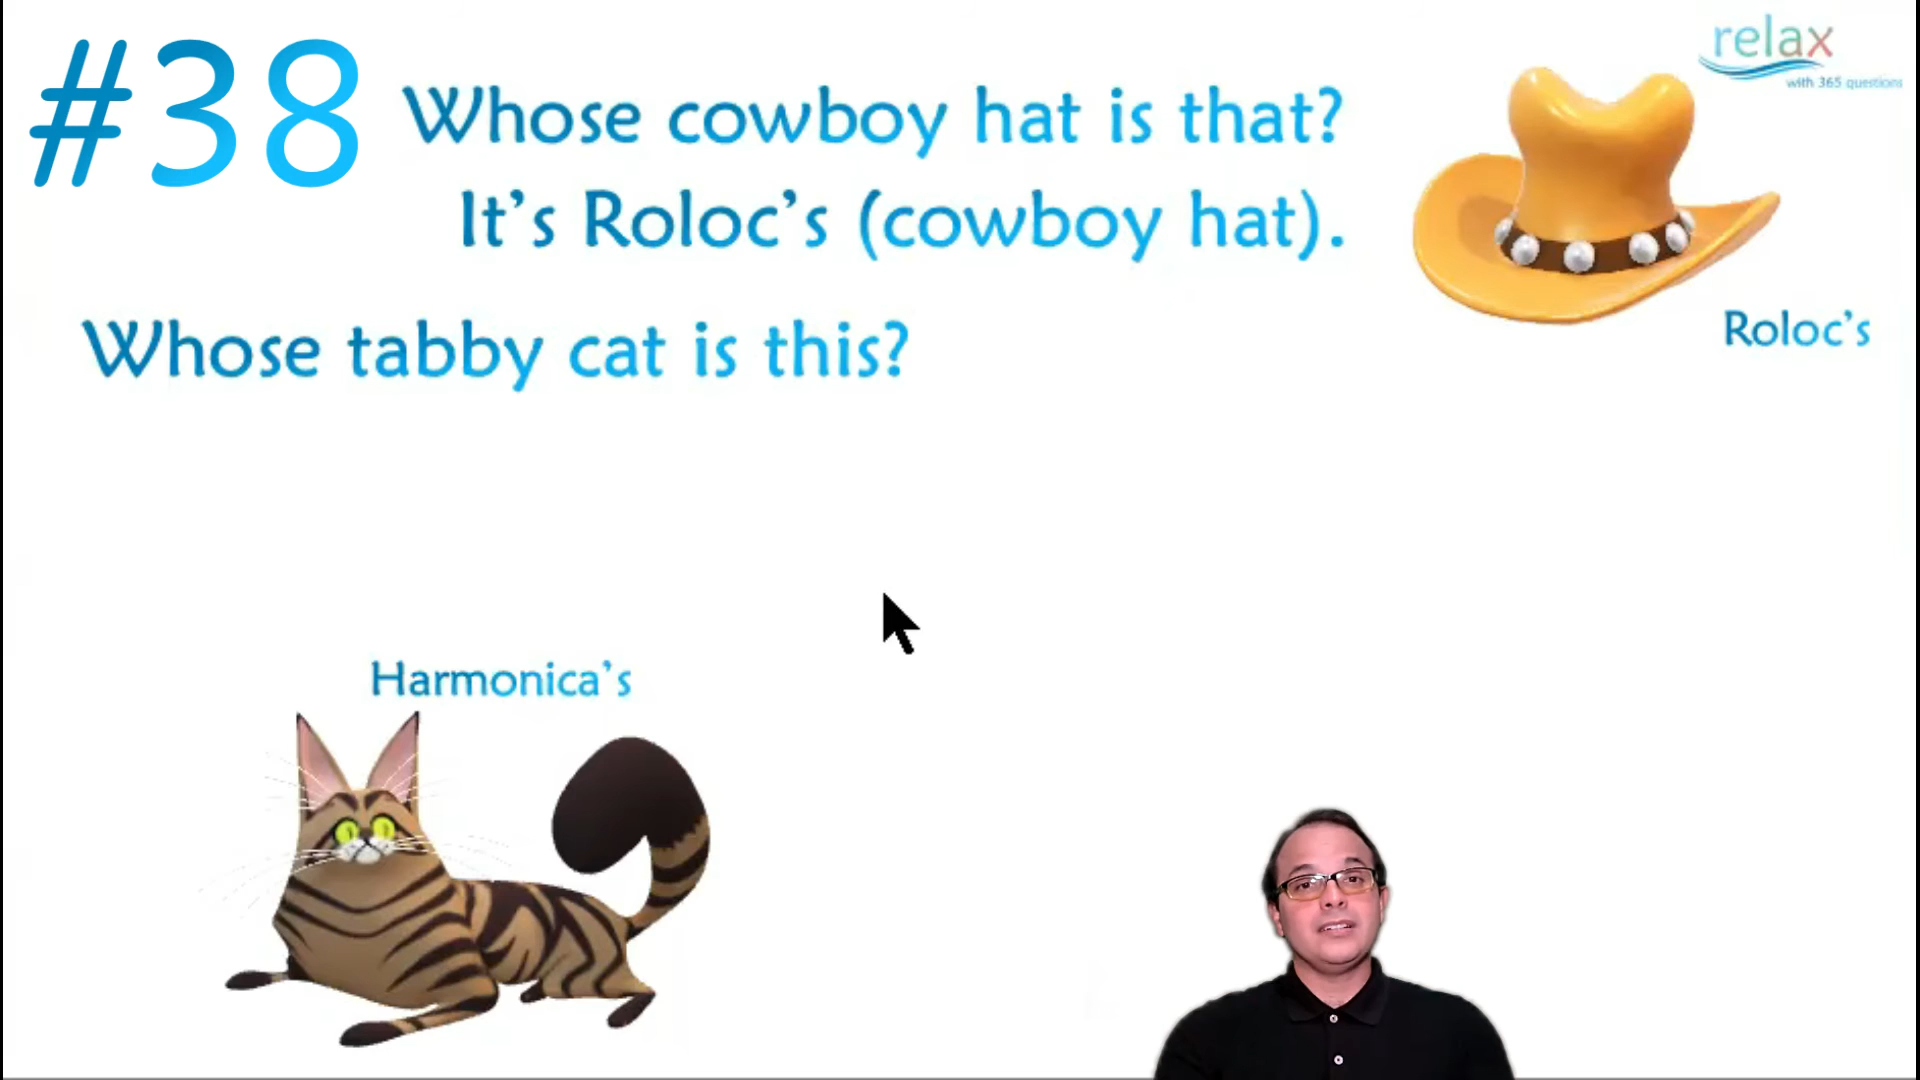 #38
Whose cowboy hat is that?
It's Roloc's (cowboy hat).
relax
with 365 questions
Roloc's
Whose tabby cat is this?
Harmonica's